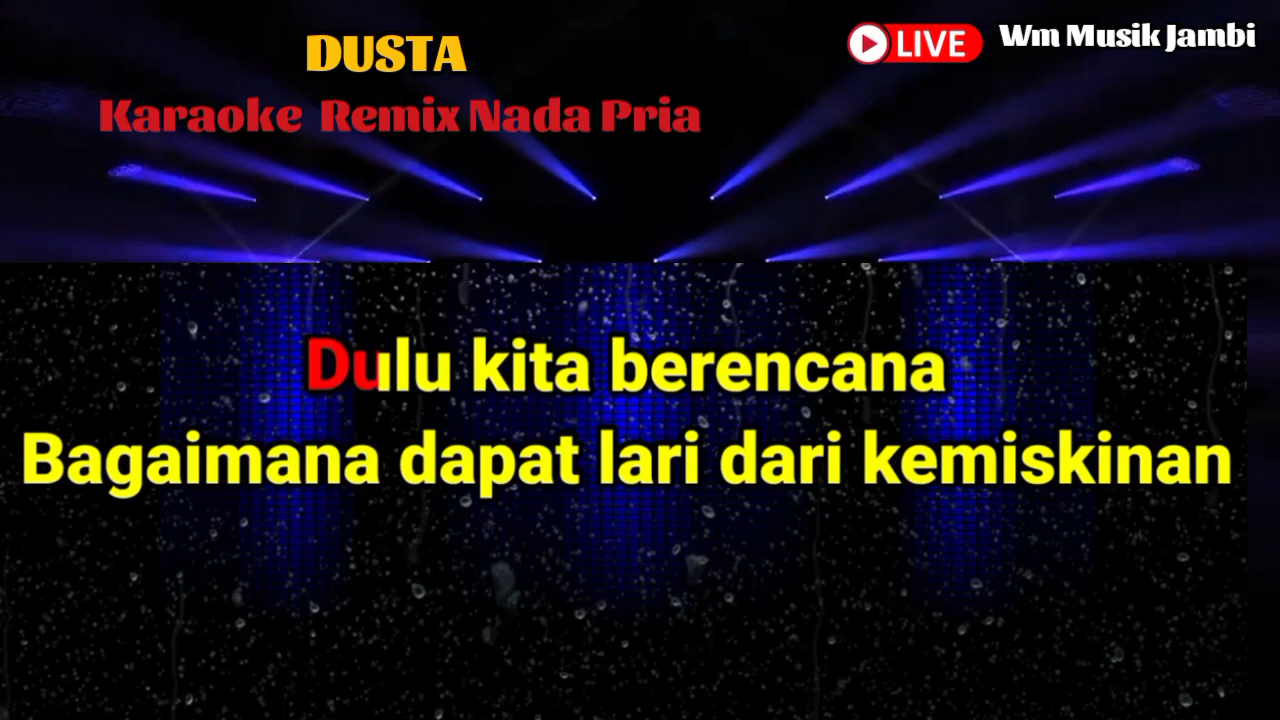 DUSTA
LIVE
Wm Musik Jambi
Karaoke Remix Nada Pria
Dulu kita berencana
Bagaimana dapat lari dari kemiskinan